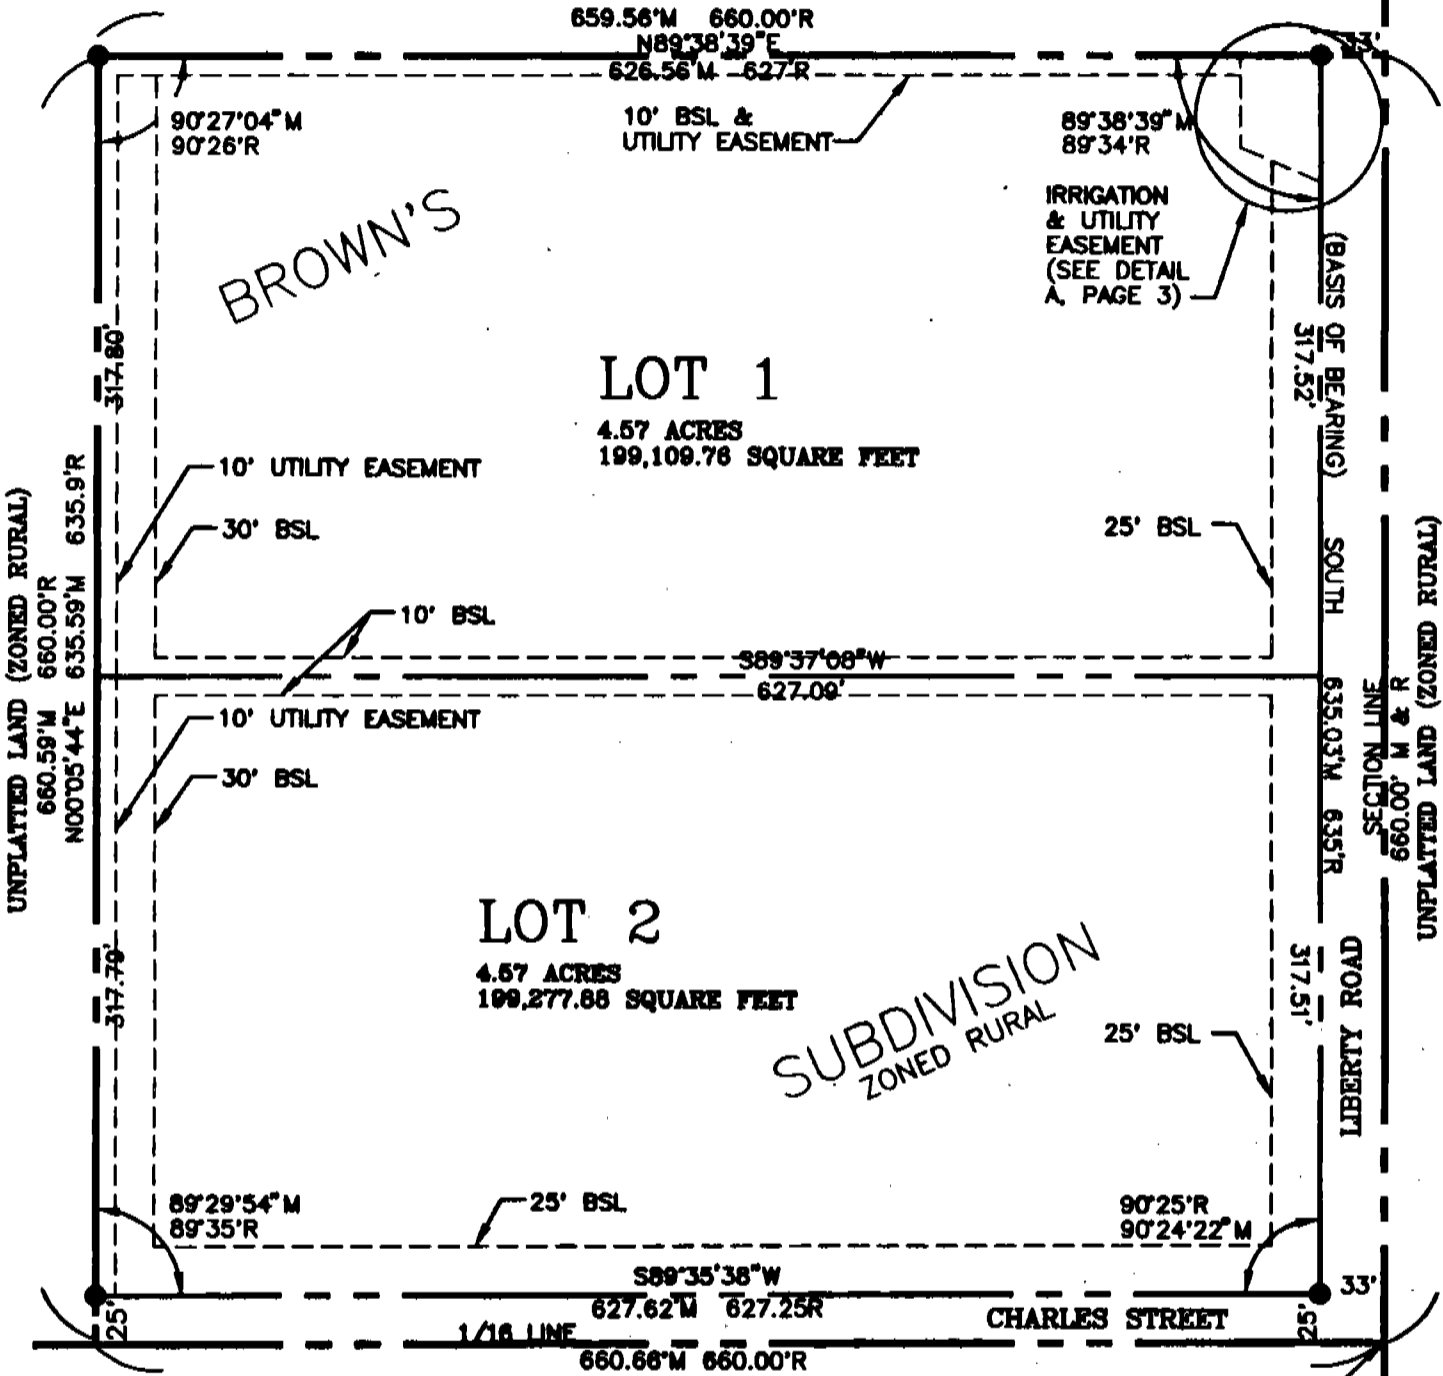 659.56'M 660.00'R
N89°38'39"E
626.56'M 627'R
33'
90°27'04"M
90°26'R
10' BSL &
UTILITY EASEMENT
89°38'39"M
89°34'R
IRRIGATION
& UTILITY
EASEMENT
(SEE DETAIL
A, PAGE 3)
BROWN'S
(BASIS OF BEARING) SOUTH 635.03'M 635'R
317.52'
317.80'
LOT 1
4.57 ACRES
199,109.76 SQUARE FEET
10' UTILITY EASEMENT
30' BSL
25' BSL
10' BSL
UNPLATTED LAND (ZONED RURAL)
660.59'M 660.00'R
N00°05'44"E 635.59'M 635.9'R
S89°37'08"W
627.09'
SECTION LINE
660.00' M & R
UNPLATTED LAND (ZONED RURAL)
10' UTILITY EASEMENT
30' BSL
LOT 2
4.57 ACRES
199,277.88 SQUARE FEET
317.79'
317.51'
LIBERTY ROAD
SUBDIVISION
ZONED RURAL
25' BSL
89°29'54"M
89°35'R
25' BSL
90°25'R
90°24'22"M
S89°35'38"W
627.62'M 627.25R
33'
25'
CHARLES STREET
25'
1/16 LINE
660.66'M 660.00'R